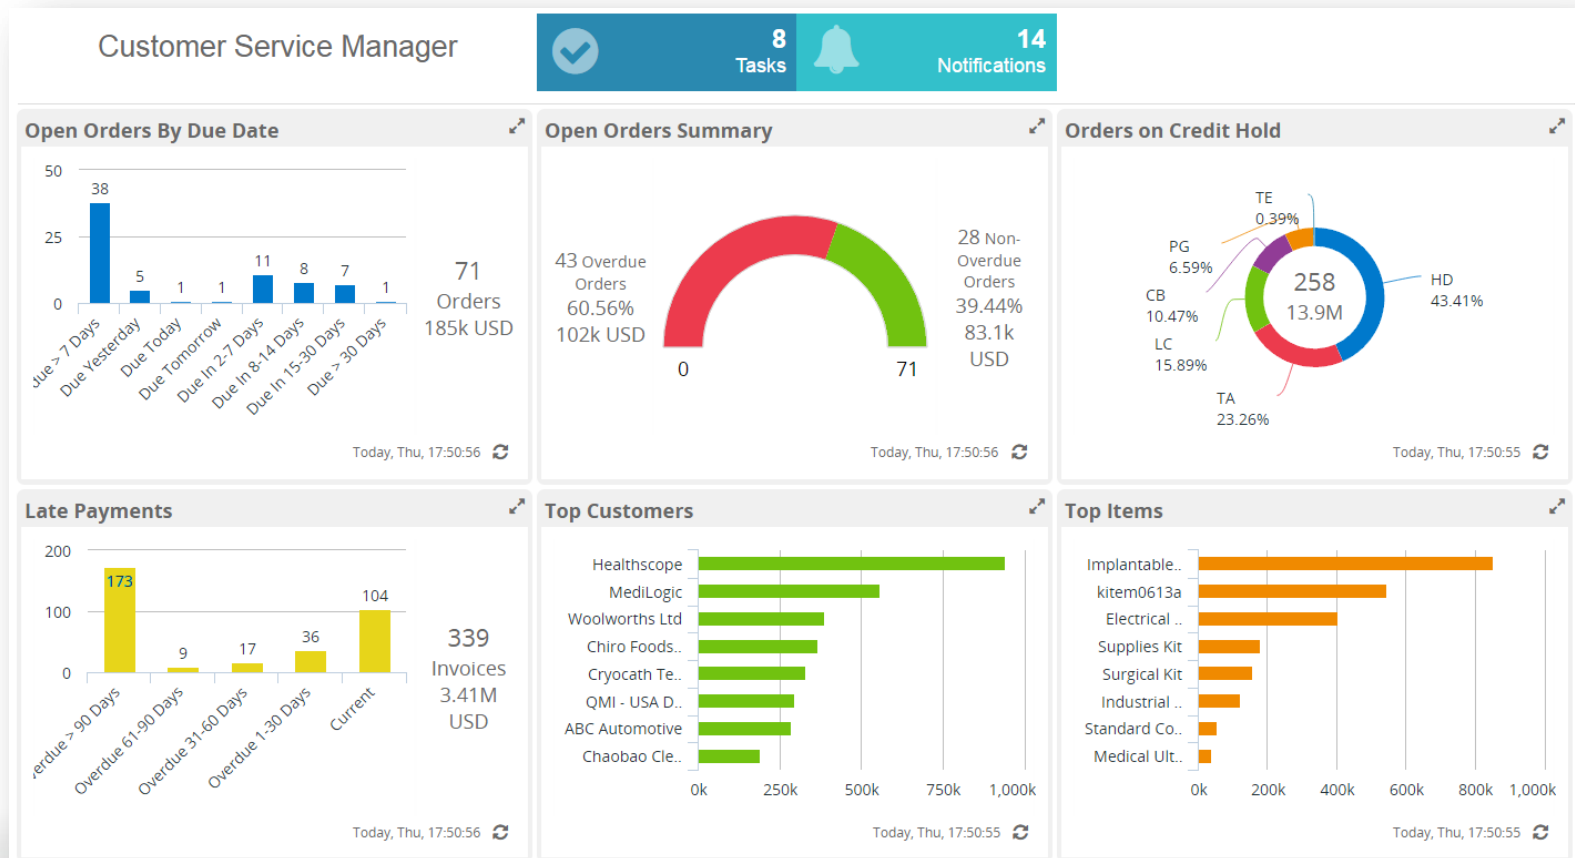 Customer Service Manager
8
Tasks
14
Notifications
Open Orders By Due Date
50
25
0
38
5
1
1
11
8
7
1
Due > 7 Days
Due Yesterday
Due Today
Due Tomorrow
Due In 2-7 Days
Due In 8-14 Days
Due In 15-30 Days
Due > 30 Days
71
Orders
185k USD
Today, Thu, 17:50:56
Open Orders Summary
43 Overdue
Orders
60.56%
102k USD
0
71
28 Non-
Overdue
Orders
39.44%
83.1k
USD
Today, Thu, 17:50:56
Orders on Credit Hold
TE
0.39%
PG
6.59%
CB
10.47%
LC
15.89%
TA
23.26%
HD
43.41%
258
13.9M
Today, Thu, 17:50:55
Late Payments
200
100
0
173
9
17
36
104
verdue > 90 Days
Overdue 61-90 Days
Overdue 31-60 Days
Overdue 1-30 Days
Current
339
Invoices
3.41M
USD
Today, Thu, 17:50:56
Top Customers
Healthscope
MediLogic
Woolworths Ltd
Chiro Foods..
Cryocath Te..
QMI - USA D..
ABC Automotive
Chaobao Cle..
0k
250k
500k
750k
1,000k
Today, Thu, 17:50:55
Top Items
Implantable..
kitem0613a
Electrical ..
Supplies Kit
Surgical Kit
Industrial ..
Standard Co..
Medical Ult..
0k
200k
400k
600k
800k
1,000k
Today, Thu, 17:50:55